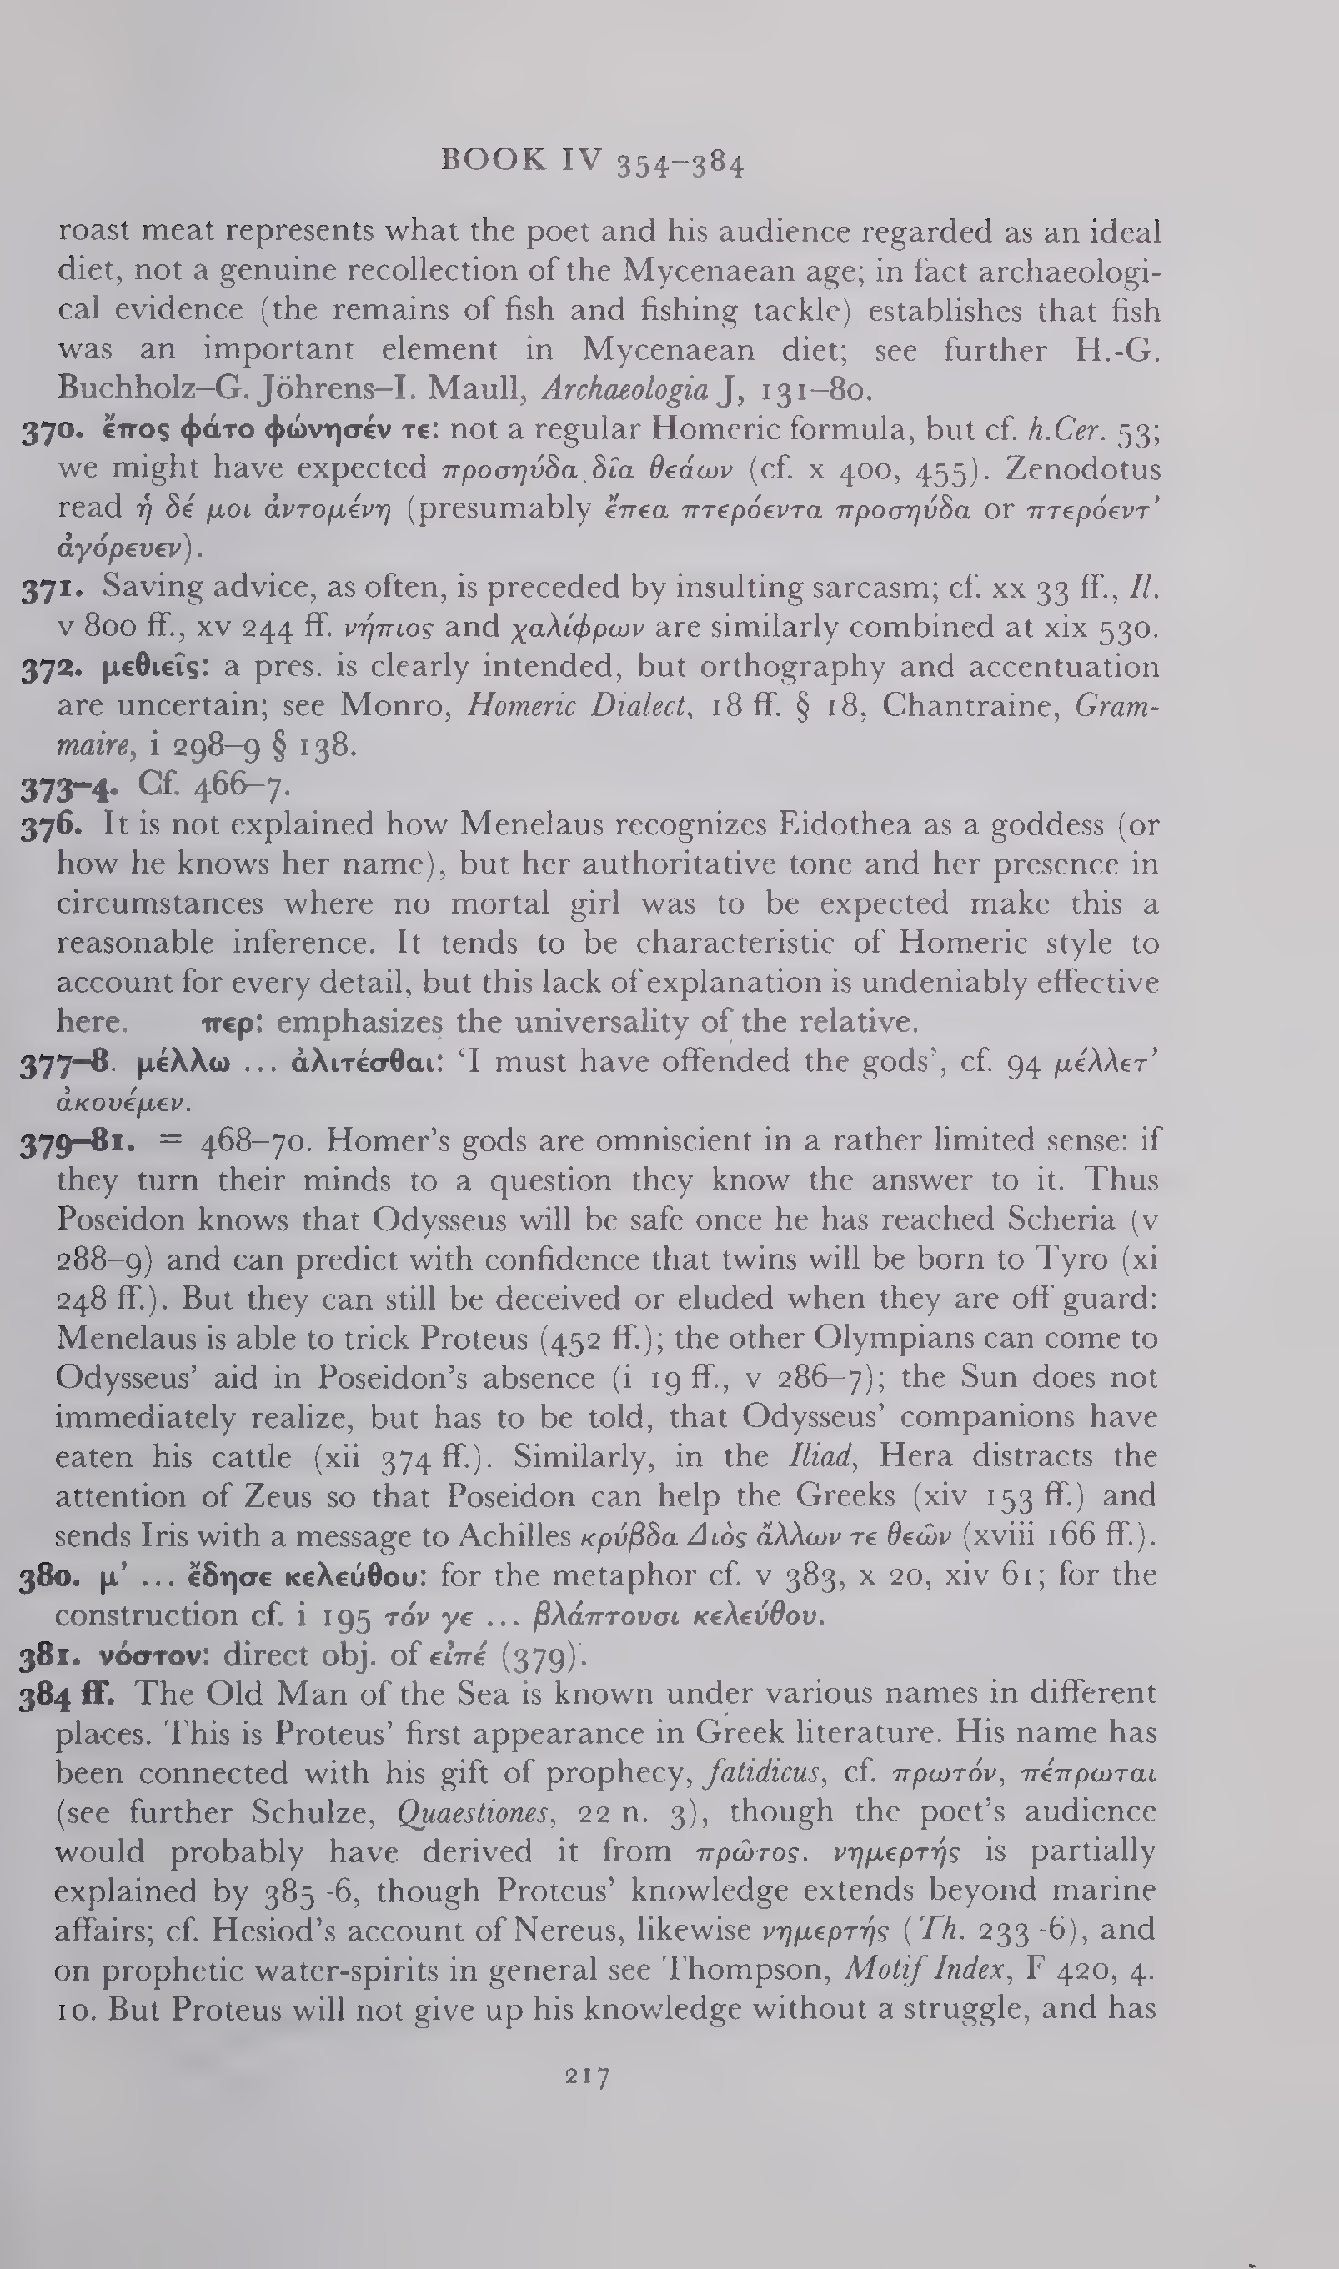 BOOK IV 354–384
roast meat represents what the poet and his audience regarded as an ideal
diet, not a genuine recollection of the Mycenaean age; in fact archaeologi-
cal evidence (the remains of fish and fishing tackle) establishes that fish
was an important element in Mycenaean diet; see further H.-G.
Buchholz–G. Jöhrens–I. Maull, Archaeologia J, 131–80.
370. ἔπος φάτο φώνησέν τε: not a regular Homeric formula, but cf. h.Cer. 53;
we might have expected προσηύδα δῖα θεάων (cf. x 400, 455). Zenodotus
read ἡ δέ μοι ἀντομένη (presumably ἔπεα πτερόεντα προσηύδα or πτερόεντ’
ἀγόρευεν).
371. Saving advice, as often, is preceded by insulting sarcasm; cf. xx 33 ff., Il.
v 800 ff., xv 244 ff. νήπιος and χαλίφρων are similarly combined at xix 530.
372. μεθιεῖς: a pres. is clearly intended, but orthography and accentuation
are uncertain; see Monro, Homeric Dialect, 18 ff. § 18, Chantraine, Gram-
maire, i 298–9 § 138.
373–4. Cf. 466–7.
376. It is not explained how Menelaus recognizes Eidothea as a goddess (or
how he knows her name), but her authoritative tone and her presence in
circumstances where no mortal girl was to be expected make this a
reasonable inference. It tends to be characteristic of Homeric style to
account for every detail, but this lack of explanation is undeniably effective
here. περ: emphasizes the universality of the relative.
377–8. μέλλω ... ἀλιτέσθαι: ‘I must have offended the gods’, cf. 94 μέλλετ’
ἀκουέμεν.
379–81. = 468–70. Homer’s gods are omniscient in a rather limited sense: if
they turn their minds to a question they know the answer to it. Thus
Poseidon knows that Odysseus will be safe once he has reached Scheria (v
288–9) and can predict with confidence that twins will be born to Tyro (xi
248 ff.). But they can still be deceived or eluded when they are off guard:
Menelaus is able to trick Proteus (452 ff.); the other Olympians can come to
Odysseus’ aid in Poseidon’s absence (i 19 ff., v 286–7); the Sun does not
immediately realize, but has to be told, that Odysseus’ companions have
eaten his cattle (xii 374 ff.). Similarly, in the Iliad, Hera distracts the
attention of Zeus so that Poseidon can help the Greeks (xiv 153 ff.) and
sends Iris with a message to Achilles κρύβδα Διὸς ἄλλων τε θεῶν (xviii 166 ff.).
380. μ’ ... ἔδησε κελεύθου: for the metaphor cf. v 383, x 20, xiv 61; for the
construction cf. i 195 τόν γε ... βλάπτουσι κελεύθου.
381. νόστον: direct obj. of εἰπέ (379).
384 ff. The Old Man of the Sea is known under various names in different
places. This is Proteus’ first appearance in Greek literature. His name has
been connected with his gift of prophecy, fatidicus, cf. πρωτόν, πέπρωται
(see further Schulze, Quaestiones, 22 n. 3), though the poet’s audience
would probably have derived it from πρῶτος. νημερτής is partially
explained by 385–6, though Proteus’ knowledge extends beyond marine
affairs; cf. Hesiod’s account of Nereus, likewise νημερτής (Th. 233–6), and
on prophetic water-spirits in general see Thompson, Motif Index, F 420, 4.
10. But Proteus will not give up his knowledge without a struggle, and has
217